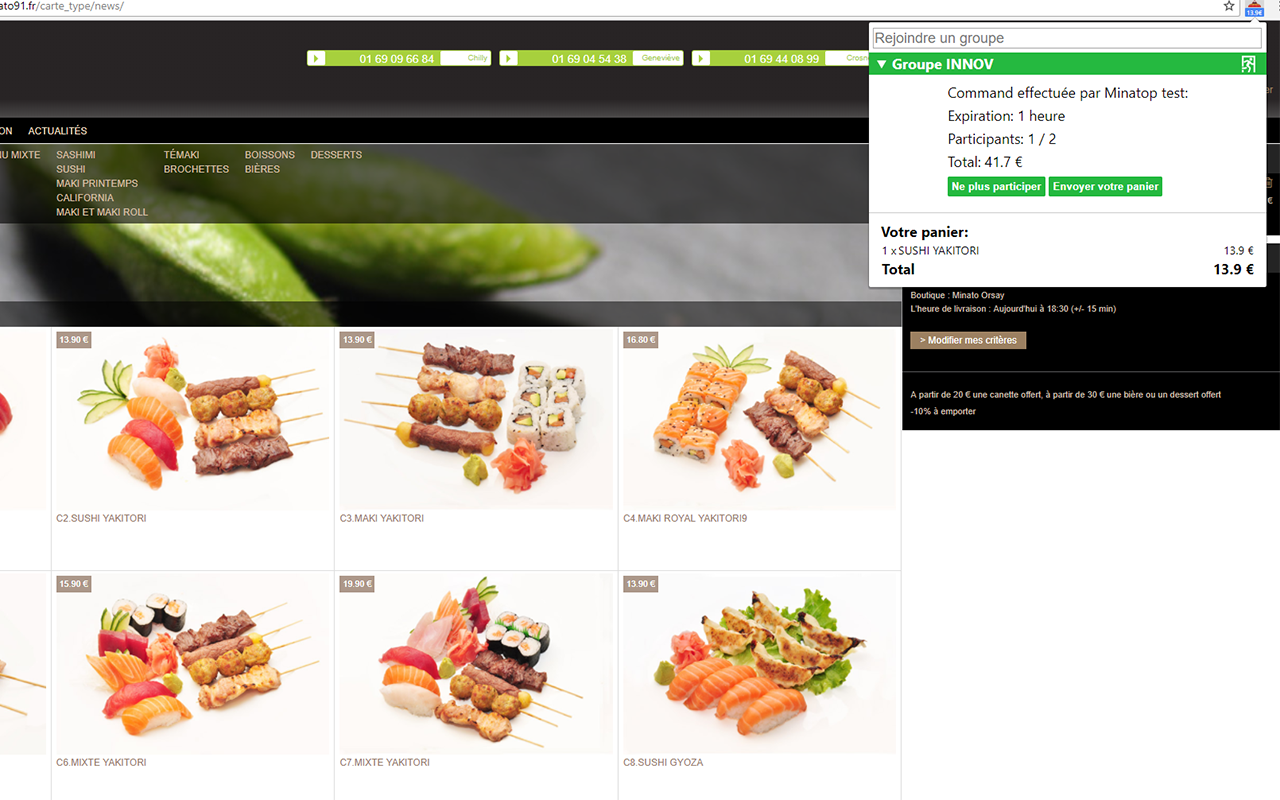 ato91.fr/carte_type/news/
13.9€
01 69 09 66 84 Chilly
01 69 04 54 38 Geneviève
01 69 44 08 99 Crosn
ON ACTUALITÉS
NU MIXTE
SASHIMI
SUSHI
MAKI PRINTEMPS
CALIFORNIA
MAKI ET MAKI ROLL
TÉMAKI
BROCHETTES
BOISSONS
BIÈRES
DESSERTS
Rejoindre un groupe
▼ Groupe INNOV
Command effectuée par Minatop test:
Expiration: 1 heure
Participants: 1 / 2
Total: 41.7 €
Ne plus participer Envoyer votre panier
Votre panier:
1 x SUSHI YAKITORI 13.9 €
Total 13.9 €
er
€
Boutique : Minato Orsay
L'heure de livraison : Aujourd'hui à 18:30 (+/- 15 min)
> Modifier mes critères
A partir de 20 € une canette offert, à partir de 30 € une bière ou un dessert offert
-10% à emporter
13.90 €
C2.SUSHI YAKITORI
13.90 €
C3.MAKI YAKITORI
16.80 €
C4.MAKI ROYAL YAKITORI9
15.90 €
C6.MIXTE YAKITORI
19.90 €
C7.MIXTE YAKITORI
13.90 €
C8.SUSHI GYOZA